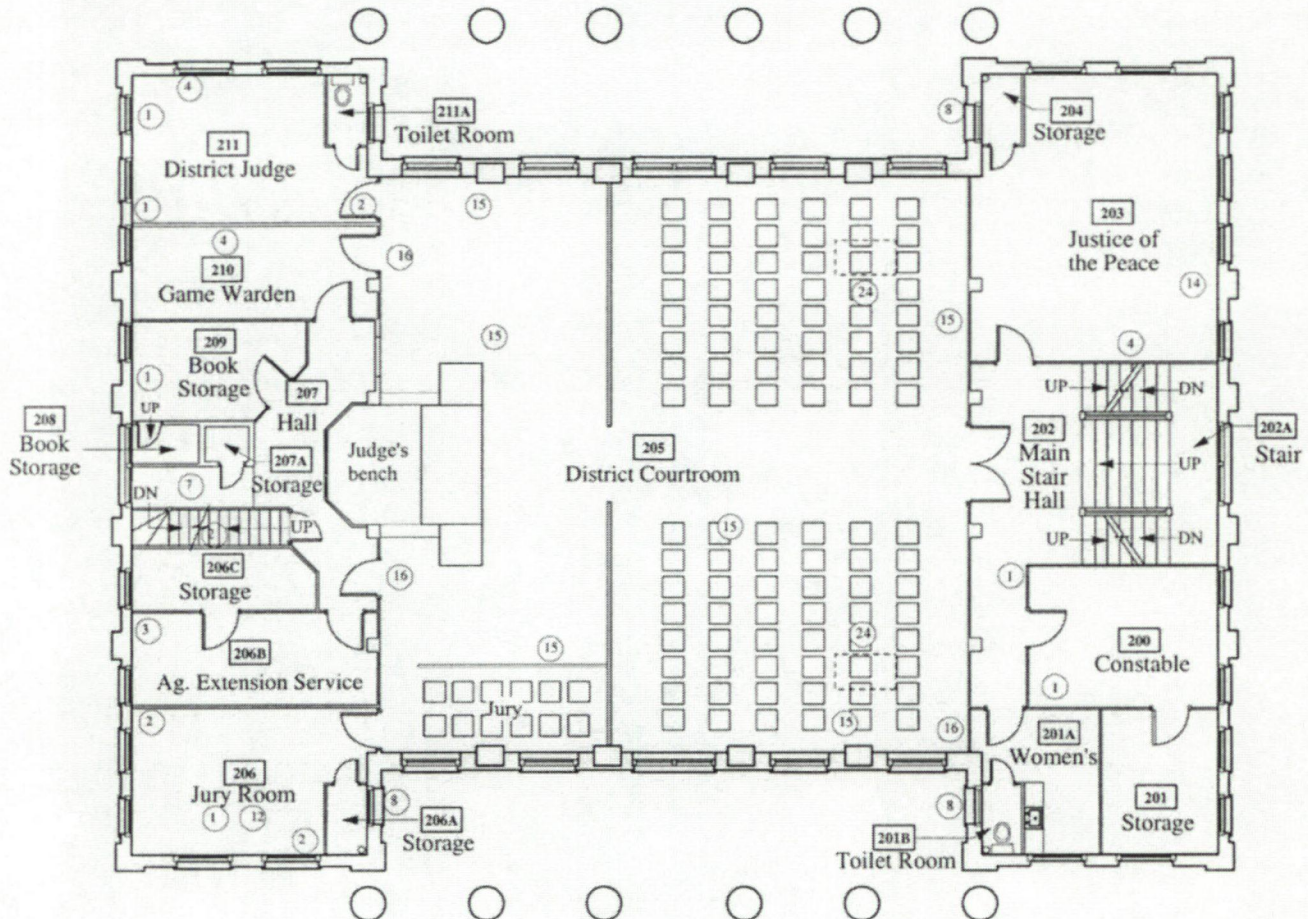 4
1
211
District Judge
1
2
211A
Toilet Room
15
4
210
Game Warden
16
209
Book
Storage
1
UP
207
Hall
208
Book
Storage
207A
Storage
7
DN
UP
206C
Storage
16
3
206B
Ag. Extension Service
2
206
Jury Room
1
12
2
8
206A
Storage
15
Judge's
bench
205
District Courtroom
24
15
15
24
15
16
15
Jury
8
204
Storage
203
Justice of
the Peace
14
4
UP
DN
202
Main
Stair
Hall
UP
202A
Stair
UP
DN
1
200
Constable
1
201A
Women's
201
Storage
8
201B
Toilet Room